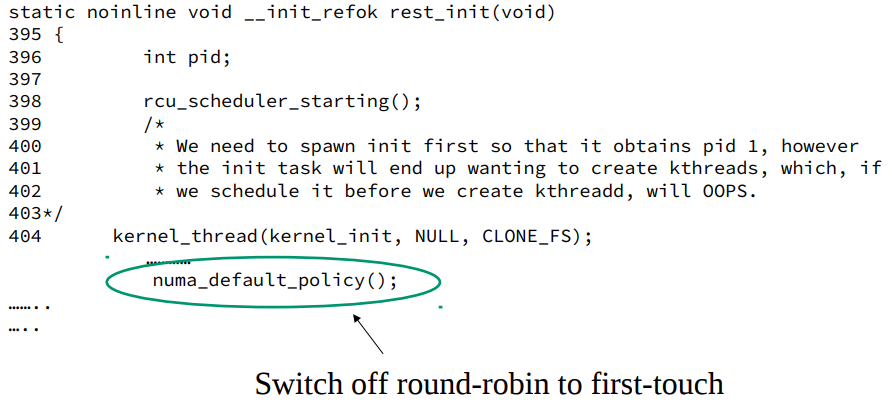 static noinline void __init_refok rest_init(void)
395 {
396 int pid;
397
398 rcu_scheduler_starting();
399 /*
400 * We need to spawn init first so that it obtains pid 1, however
401 * the init task will end up wanting to create kthreads, which, if
402 * we schedule it before we create kthreadd, will OOPS.
403*/
404 kernel_thread(kernel_init, NULL, CLONE_FS);
…………
numa_default_policy();
……..
…..
Switch off round-robin to first-touch